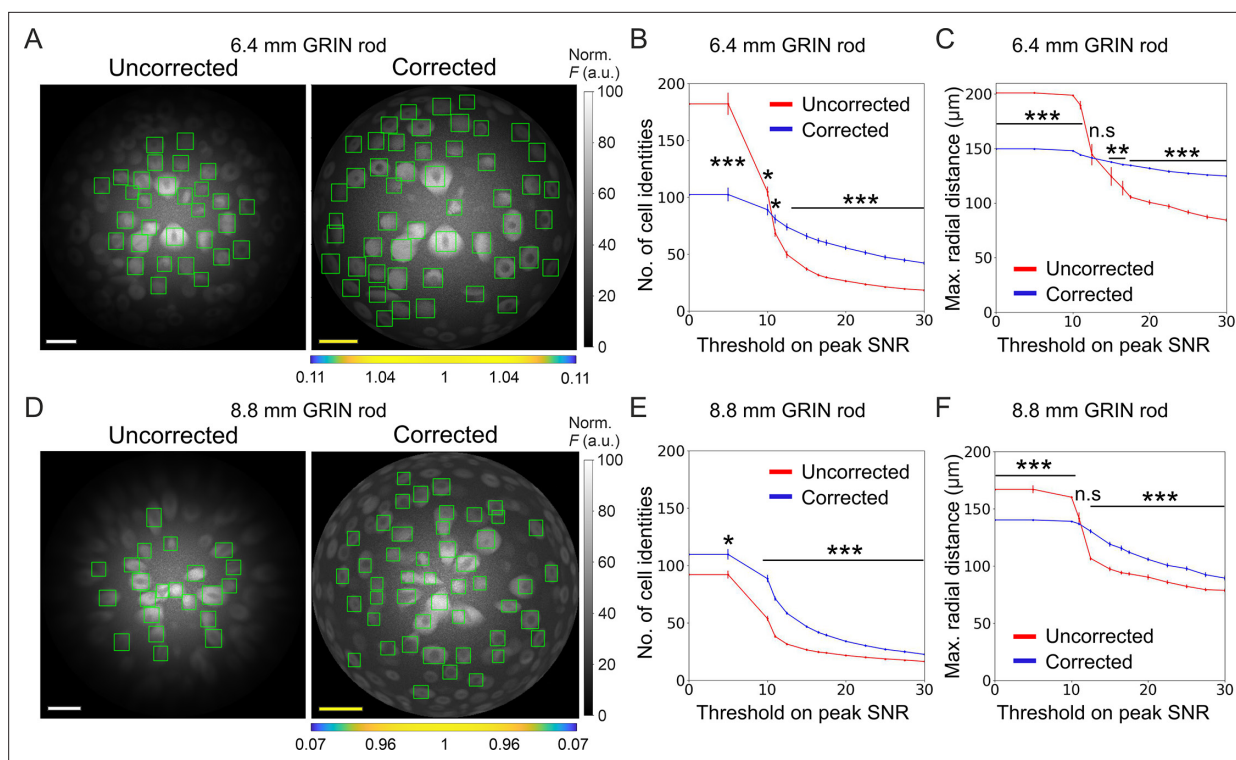 A
6.4 mm GRIN rod
Uncorrected
Corrected
Norm.
F (a.u.)
100
80
60
40
20
0
0.11 1.04 1 1.04 0.11
B
6.4 mm GRIN rod
No. of cell identities
200
150
100
50
0
Uncorrected
Corrected
***
*
*
***
0 10 20 30
Threshold on peak SNR
C
6.4 mm GRIN rod
Max. radial distance (µm)
200
150
100
50
0
***
n.s
**
***
Uncorrected
Corrected
0 10 20 30
Threshold on peak SNR
D
8.8 mm GRIN rod
Uncorrected
Corrected
Norm.
F (a.u.)
100
80
60
40
20
0
0.07 0.96 1 0.96 0.07
E
8.8 mm GRIN rod
No. of cell identities
200
150
100
50
0
Uncorrected
Corrected
*
***
0 10 20 30
Threshold on peak SNR
F
8.8 mm GRIN rod
Max. radial distance (µm)
200
150
100
50
0
***
n.s
***
Uncorrected
Corrected
0 10 20 30
Threshold on peak SNR